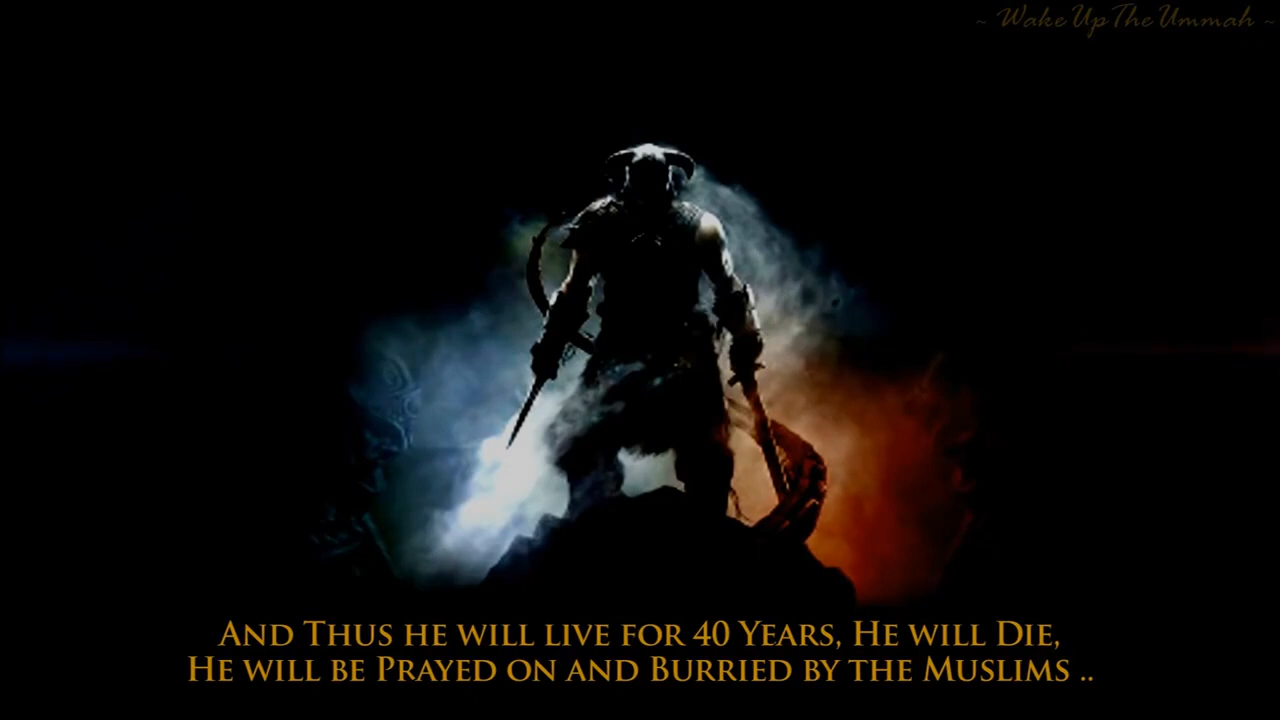 ~ Wake Up The Ummah ~
And Thus he will live for 40 Years, He will Die,
He will be Prayed on and Burried by the Muslims ..